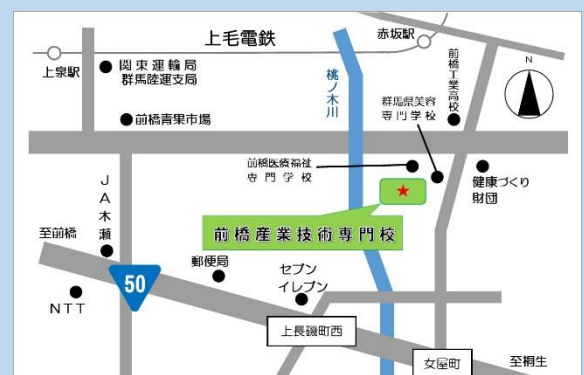 上毛電鉄
赤坂駅
上泉駅
関東運輸局
群馬陸運支局
前橋青果市場
桃ノ木川
群馬県美容
専門学校
前橋工業高校
N
前橋医療福祉
専門学校
健康づくり
財団
前橋産業技術専門校
JA木瀬
至前橋
郵便局
セブン
イレブン
50
NTT
上長磯町西
女屋町
至桐生